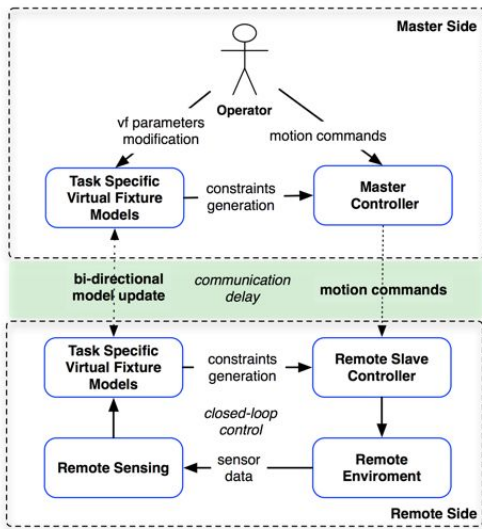 Master Side
Operator
vf parameters
modification
motion commands
Task Specific
Virtual Fixture
Models
constraints
generation
Master
Controller
bi-directional
model update
communication
delay
motion commands
Task Specific
Virtual Fixture
Models
constraints
generation
Remote Slave
Controller
closed-loop
control
Remote Sensing
sensor
data
Remote
Enviroment
Remote Side